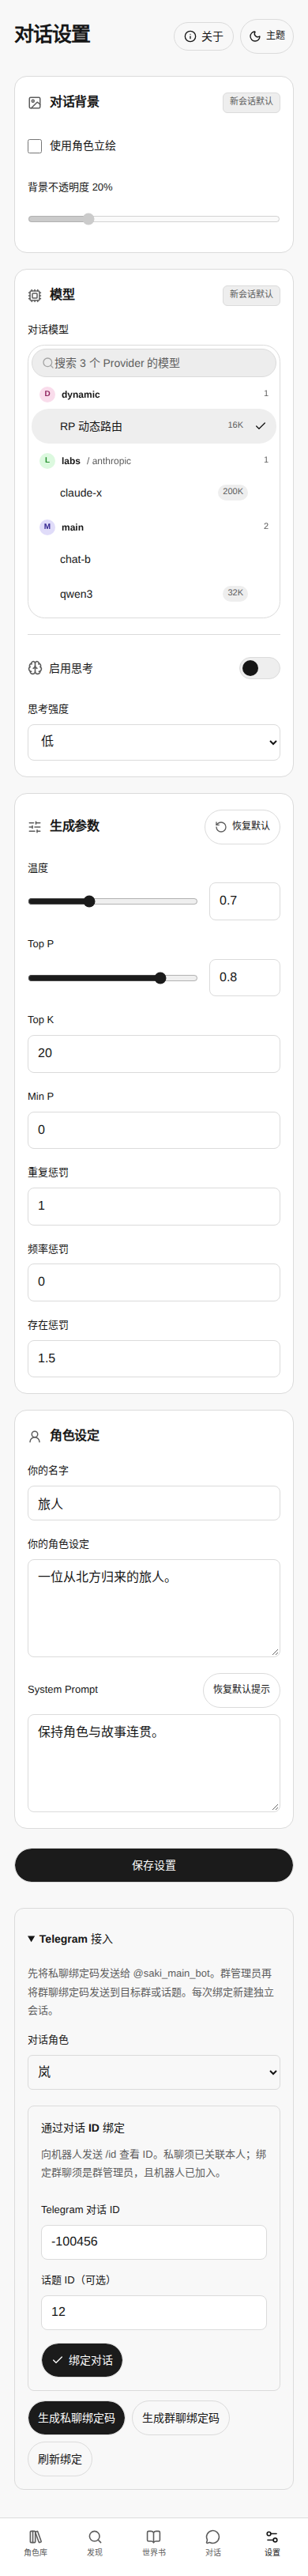 对话设置
关于
主题
对话背景
新会话默认
使用角色立绘
背景不透明度 20%
模型
新会话默认
对话模型
搜索 3 个 Provider 的模型
D dynamic 1
RP 动态路由 16K
L labs / anthropic 1
claude-x 200K
M main 2
chat-b
qwen3 32K
启用思考
思考强度
低
生成参数
恢复默认
温度
0.7
Top P
0.8
Top K
20
Min P
0
重复惩罚
1
频率惩罚
0
存在惩罚
1.5
角色设定
你的名字
旅人
你的角色设定
一位从北方归来的旅人。
System Prompt
恢复默认提示
保持角色与故事连贯。
保存设置
Telegram 接入
先将私聊绑定码发送给 @saki_main_bot。群管理员再
将群聊绑定码发送到目标群或话题。每次绑定新建独立
会话。
对话角色
岚
通过对话 ID 绑定
向机器人发送 /id 查看 ID。私聊须已关联本人；绑
定群聊须是群管理员，且机器人已加入。
Telegram 对话 ID
-100456
话题 ID（可选）
12
绑定对话
生成私聊绑定码
生成群聊绑定码
刷新绑定
角色库
发现
世界书
对话
设置